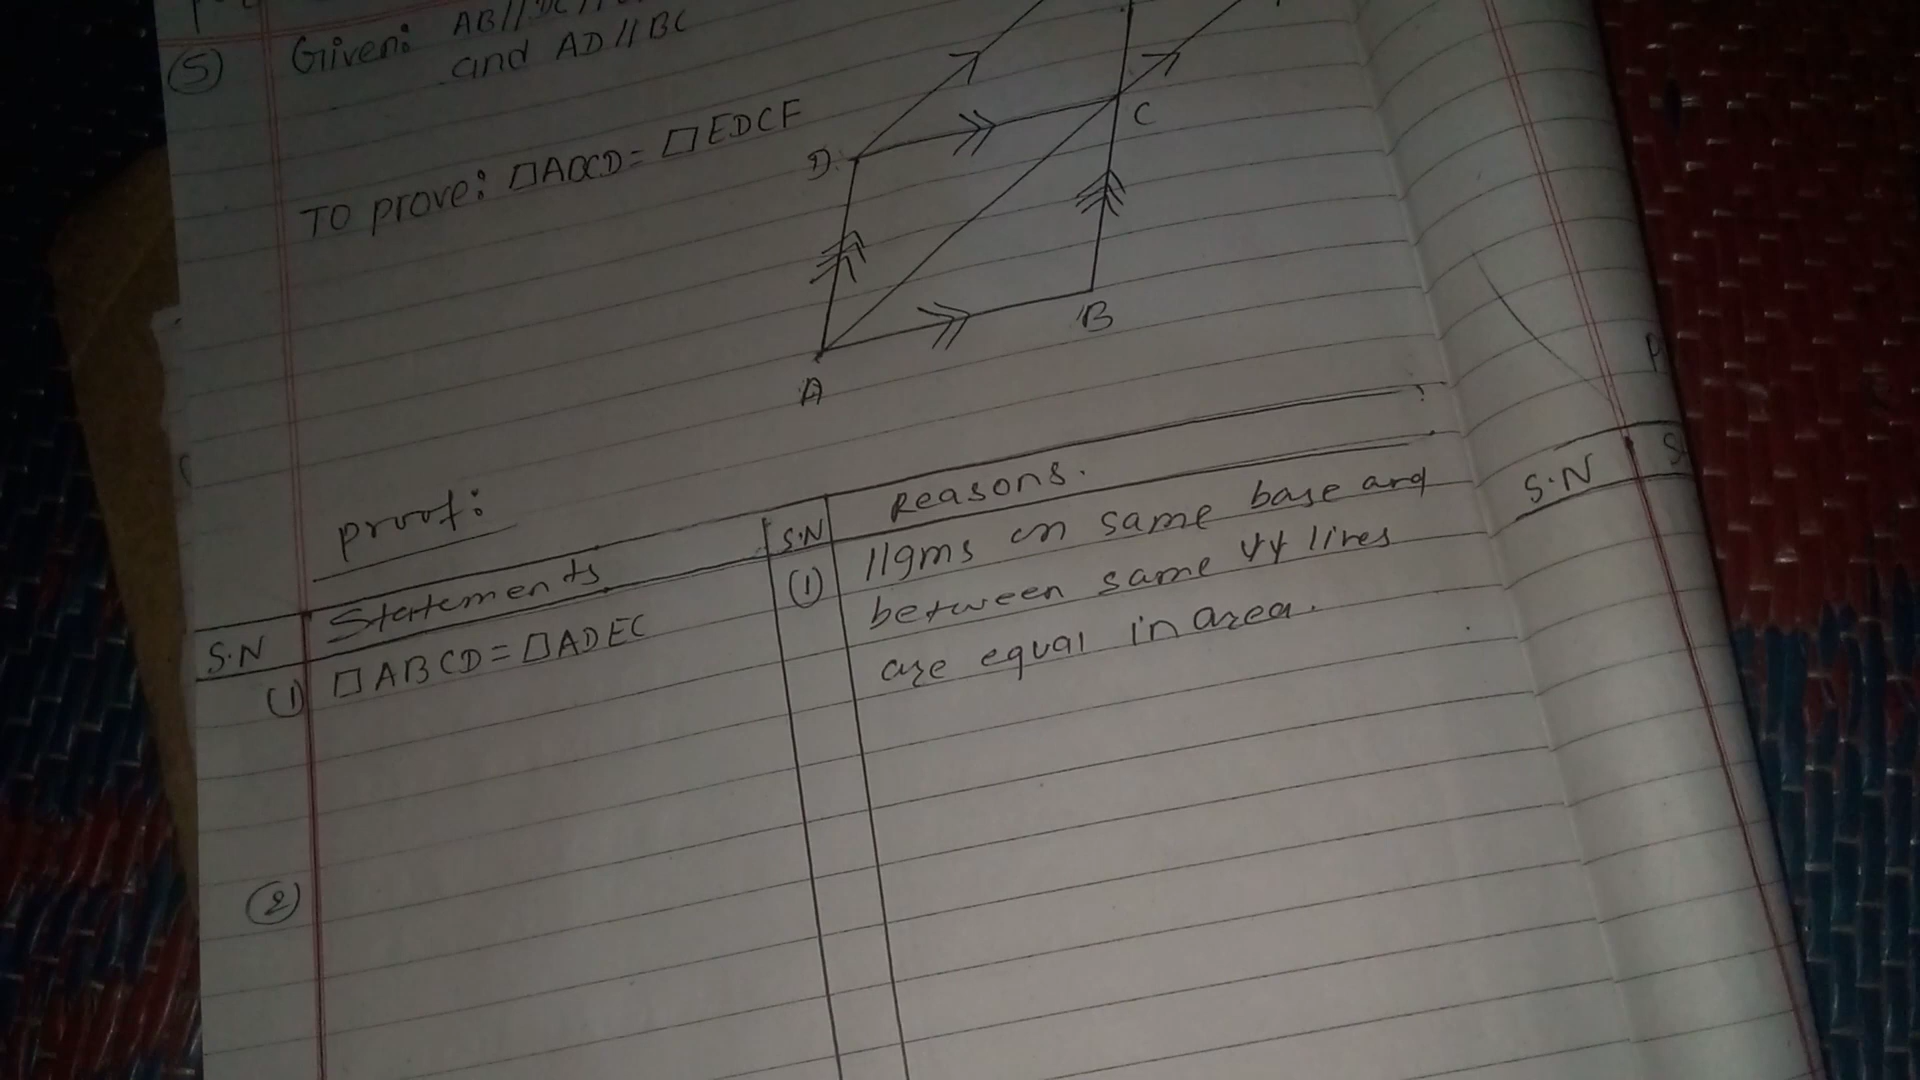 (5) Given: AB//DC//
and AD//BC
TO prove: ▱ABCD = ▱EDCF
D
C
A
B
proof:
S.N Statements S.N Reasons.
(1) ▱ABCD = ▱ADEC (1) //gms on same base and
between same lines
are equal in area.
(2)
S.N